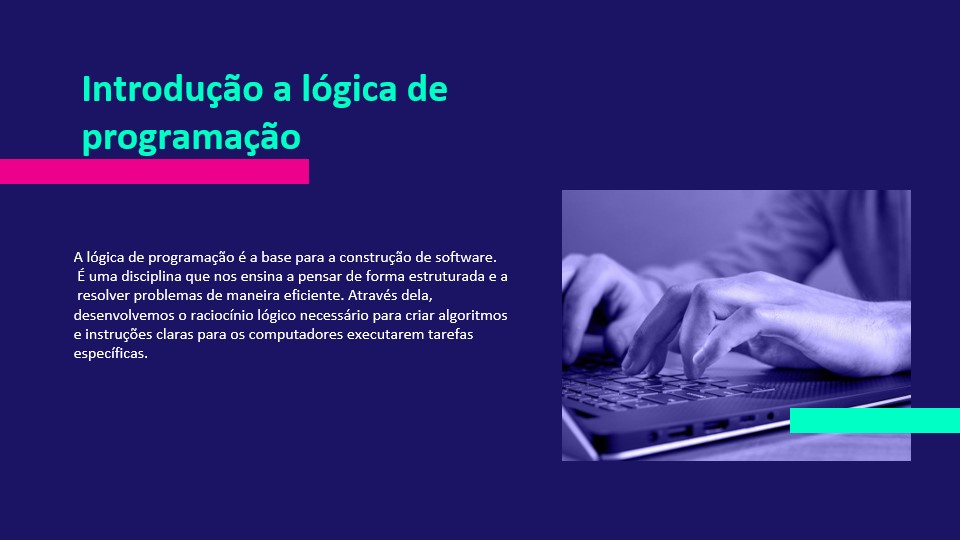 Introdução a lógica de
programação
A lógica de programação é a base para a construção de software.
É uma disciplina que nos ensina a pensar de forma estruturada e a
resolver problemas de maneira eficiente. Através dela,
desenvolvemos o raciocínio lógico necessário para criar algoritmos
e instruções claras para os computadores executarem tarefas
específicas.